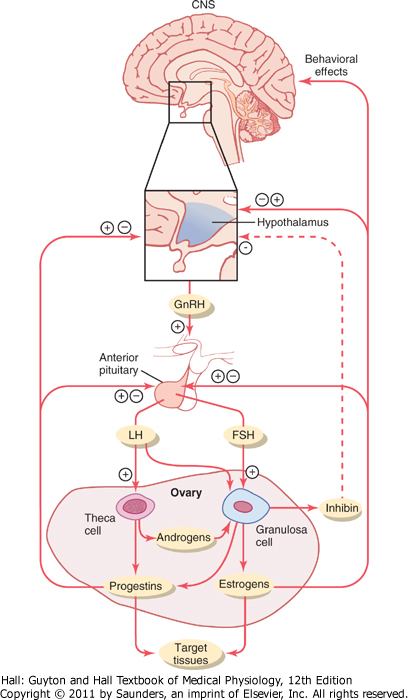 CNS
Behavioral
effects
− +
+ −
Hypothalamus
-
GnRH
+
Anterior
pituitary
+ −
+ −
LH
FSH
+
+
Ovary
Theca
cell
Androgens
Granulosa
cell
Inhibin
Progestins
Estrogens
Target
tissues
Hall: Guyton and Hall Textbook of Medical Physiology, 12th Edition
Copyright © 2011 by Saunders, an imprint of Elsevier, Inc. All rights reserved.